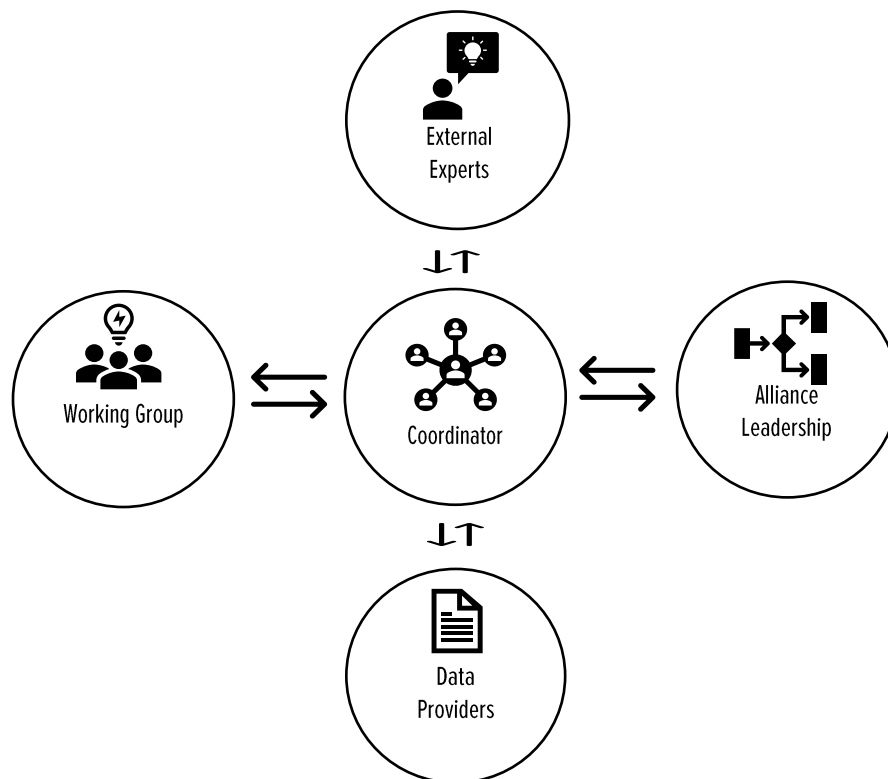 External
Experts
Working Group
Coordinator
Alliance
Leadership
Data
Providers